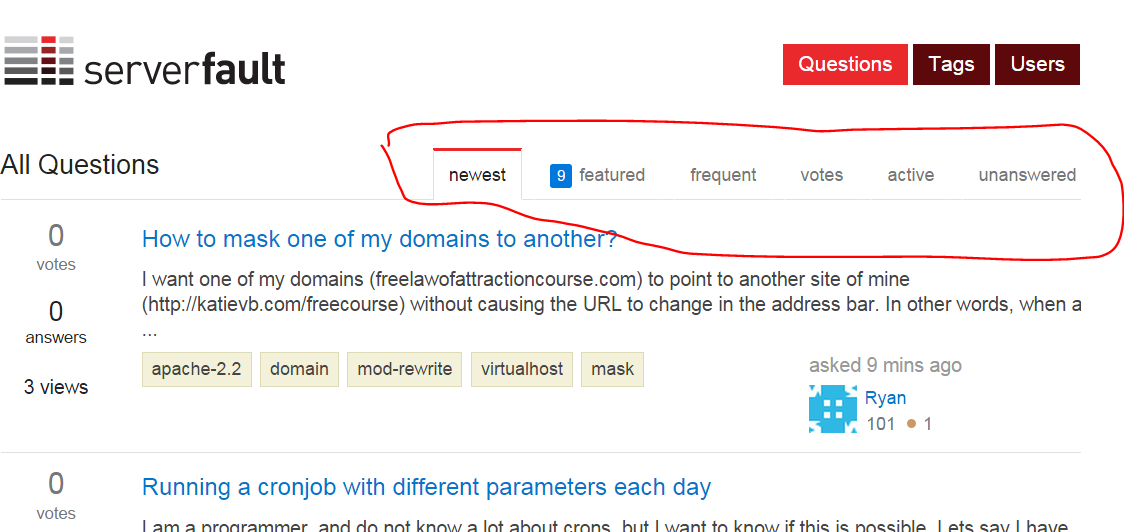 serverfault
Questions Tags Users
All Questions
newest 9 featured frequent votes active unanswered
0
votes
0
answers
3 views
How to mask one of my domains to another?
I want one of my domains (freelawofattractioncourse.com) to point to another site of mine
(http://katievb.com/freecourse) without causing the URL to change in the address bar. In other words, when a
...
apache-2.2 domain mod-rewrite virtualhost mask
asked 9 mins ago
Ryan
101 ● 1
0
votes
Running a cronjob with different parameters each day
I am a programmer, and do not know a lot about crons, but I want to know if this is possible. Lets say I have